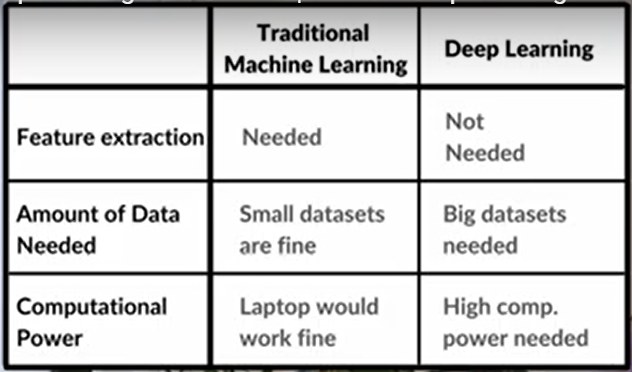 Traditional
Machine Learning
Deep Learning
Feature extraction
Needed
Not
Needed
Amount of Data
Needed
Small datasets
are fine
Big datasets
needed
Computational
Power
Laptop would
work fine
High comp.
power needed